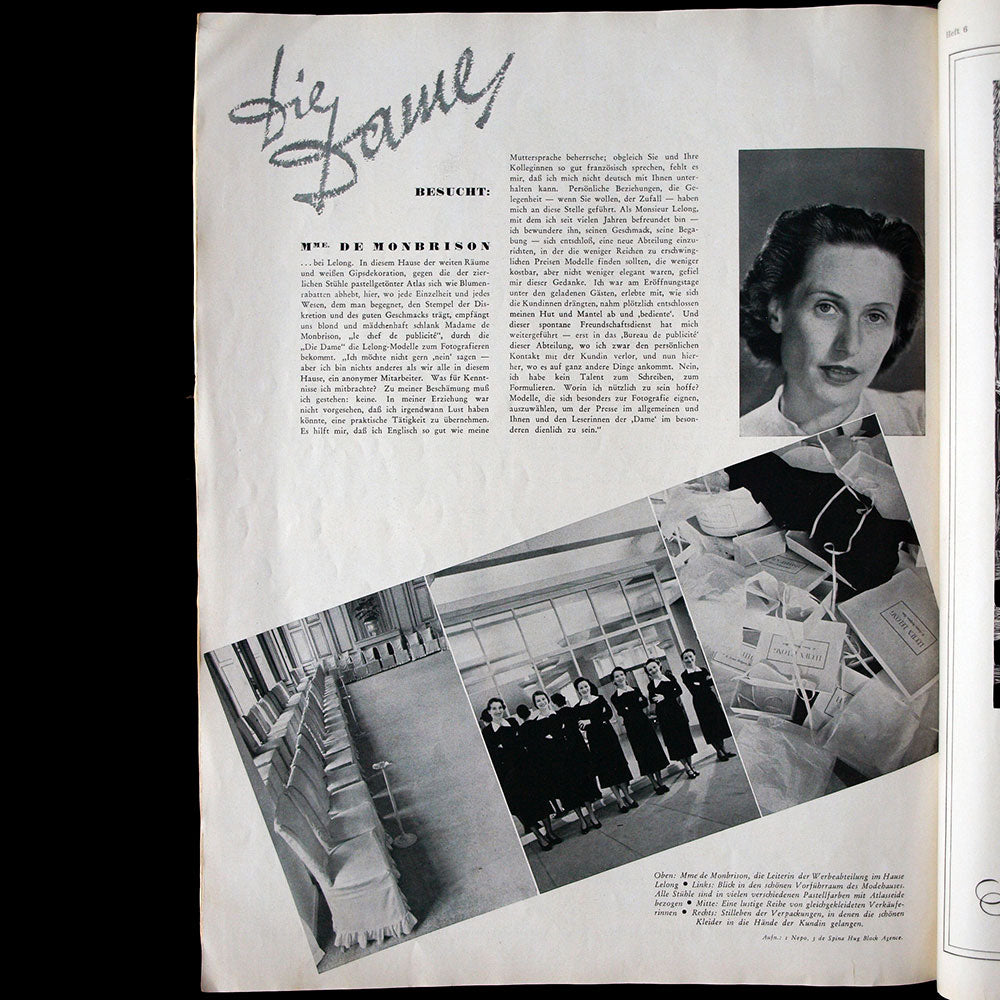 Die
Dame
BESUCHT:
MME. DE MONBRISON
. . . bei Lelong. In diesem Hause der weiten Räume
und weißen Gipsdekoration, gegen die der zier-
lichen Stühle pastellgetönter Atlas sich wie Blumen-
rabatten abhebt, hier, wo jede Einzelheit und jedes
Wesen, dem man begegnet, den Stempel der Dis-
kretion und des guten Geschmacks trägt, empfängt
uns blond und mädchenhaft schlank Madame de
Monbrison, „le chef de publicité“, durch die
„Die Dame“ die Lelong-Modelle zum Fotografieren
bekommt. „Ich möchte nicht gern ‚nein‘ sagen —
aber ich bin nichts anderes als wir alle in diesem
Hause, ein anonymer Mitarbeiter. Was für Kennt-
nisse ich mitbrachte? Zu meiner Beschämung muß
ich gestehen: keine. In meiner Erziehung war
nicht vorgesehen, daß ich irgendwann Lust haben
könnte, eine praktische Tätigkeit zu übernehmen.
Es hilft mir, daß ich Englisch so gut wie meine
Muttersprache beherrsche; obgleich Sie und Ihre
Kolleginnen so gut französisch sprechen, fehlt es
mir, daß ich mich nicht deutsch mit Ihnen unter-
halten kann. Persönliche Beziehungen, die Ge-
legenheit — wenn Sie wollen, der Zufall — haben
mich an diese Stelle geführt. Als Monsieur Lelong,
mit dem ich seit vielen Jahren befreundet bin —
ich bewundere ihn, seinen Geschmack, seine Bega-
bung — sich entschloß, eine neue Abteilung einzu-
richten, in der die weniger Reichen zu erschwing-
lichen Preisen Modelle finden sollten, die weniger
kostbar, aber nicht weniger elegant waren, gefiel
mir dieser Gedanke. Ich war am Eröffnungstage
unter den geladenen Gästen, erlebte mit, wie sich
die Kundinnen drängten, nahm plötzlich entschlossen
meinen Hut und Mantel ab und ‚bediente‘. Und
dieser spontane Freundschaftsdienst hat mich
weitergeführt — erst in das ‚Bureau de publicité‘
dieser Abteilung, wo ich zwar den persönlichen
Kontakt mit der Kundin verlor, und nun hier-
her, wo es auf ganz andere Dinge ankommt. Nein,
ich habe kein Talent zum Schreiben, zum
Formulieren. Worin ich nützlich zu sein hoffe?
Modelle, die sich besonders zur Fotografie eignen,
auszuwählen, um der Presse im allgemeinen und
Ihnen und den Leserinnen der ‚Dame‘ im beson-
deren dienlich zu sein.“
LUCIEN LELONG
LELONG
Oben: Mme de Monbrison, die Leiterin der Werbeabteilung im Hause
Lelong ● Links: Blick in den schönen Vorführraum des Modehauses.
Alle Stühle sind in vielen verschiedenen Pastellfarben mit Atlasseide
bezogen ● Mitte: Eine lustige Reihe von gleichgekleideten Verkäufe-
rinnen ● Rechts: Stilleben der Verpackungen, in denen die schönen
Kleider in die Hände der Kundin gelangen.
Aufn.: 1 Nepo, 3 de Spina Hug Block Agence.
Heft 6